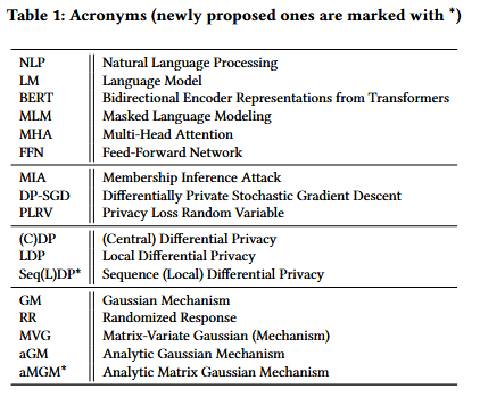 Table 1: Acronyms (newly proposed ones are marked with *)
NLP Natural Language Processing
LM Language Model
BERT Bidirectional Encoder Representations from Transformers
MLM Masked Language Modeling
MHA Multi-Head Attention
FFN Feed-Forward Network
MIA Membership Inference Attack
DP-SGD Differentially Private Stochastic Gradient Descent
PLRV Privacy Loss Random Variable
(C)DP (Central) Differential Privacy
LDP Local Differential Privacy
Seq(L)DP* Sequence (Local) Differential Privacy
GM Gaussian Mechanism
RR Randomized Response
MVG Matrix-Variate Gaussian (Mechanism)
aGM Analytic Gaussian Mechanism
aMGM* Analytic Matrix Gaussian Mechanism